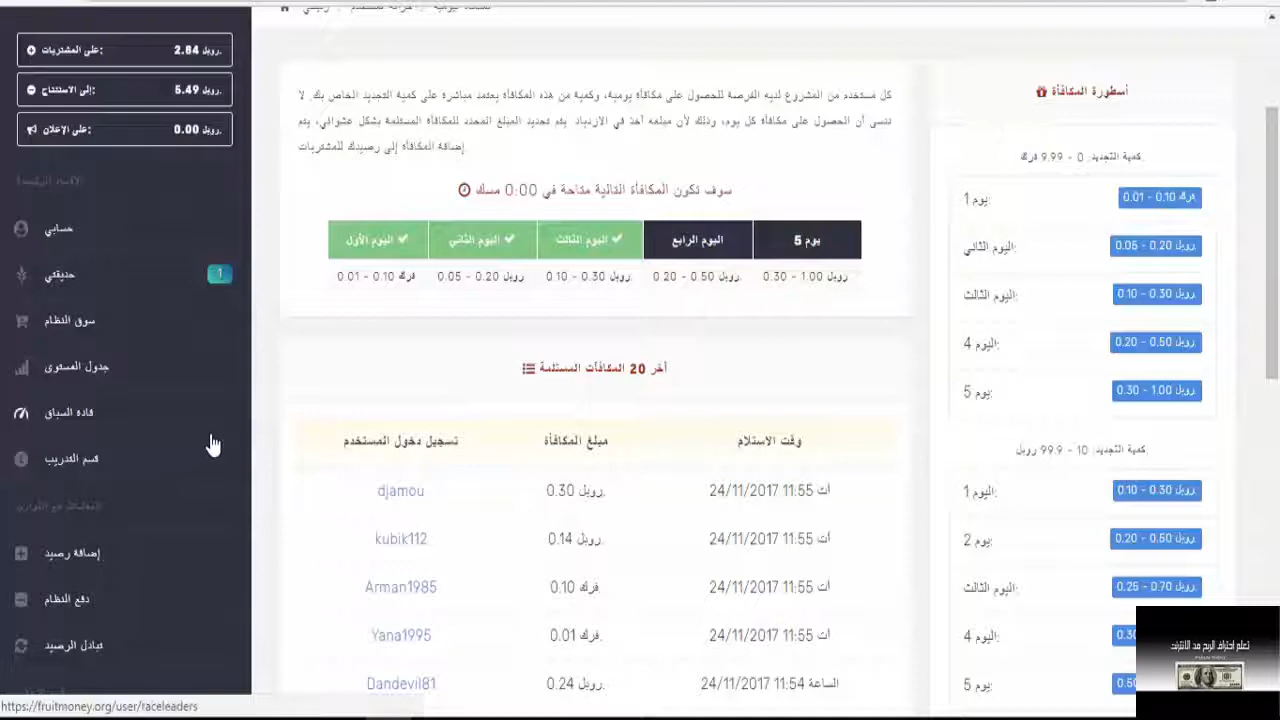 على المشتريات: 2.84 روبل.
إلى الاستنتاج: 5.49 روبل.
على الإعلان: 0.00 روبل.
حسابي
حديقتي 1
سوق النظام
جدول المستوى
قاده السباق
قسم التدريب
إضافة رصيد
دفع النظام
تبادل الرصيد
https://fruitmoney.org/user/raceleaders
كل مستخدم من المشروع لديه الفرصة للحصول على مكافأة يومية، وكمية من هذه المكافأة يعتمد مباشرة على كمية التجديد الخاص بك. لا
ننسى أن الحصول على مكافأة كل يوم، وذلك لأن مبلغه آخذ في الازدياد. يتم تحديد المبلغ المحدد للمكافأة المستلمة بشكل عشوائي، يتم
إضافة المكافأة إلى رصيدك للمشتريات.
سوف تكون المكافأة التالية متاحة في 0:00 مسك
اليوم الأول اليوم الثاني اليوم الثالث اليوم الرابع يوم 5
0.01 - 0.10 فرك 0.05 - 0.20 روبل 0.10 - 0.30 روبل. 0.20 - 0.50 روبل. 0.30 - 1.00 روبل
آخر 20 المكافآت المستلمة
تسجيل دخول المستخدم مبلغ المكافأة وقت الاستلام
djamou 0.30 روبل. 24/11/2017 11:55 أت
kubik112 0.14 روبل. 24/11/2017 11:55 أت
Arman1985 0.10 فرك 24/11/2017 11:55 أت
Yana1995 0.01 فرك. 24/11/2017 11:55 أت
Dandevil81 0.24 روبل. 24/11/2017 11:54 الساعة
أسطورة المكافأة
كمية التجديد: 0 - 9.99 فرك
يوم 1: 0.01 - 0.10 فرك
اليوم الثاني: 0.05 - 0.20 روبل.
اليوم الثالث: 0.10 - 0.30 روبل.
اليوم 4: 0.20 - 0.50 روبل.
يوم 5: 0.30 - 1.00 روبل
كمية التجديد: 10 - 99.9 روبل
اليوم 1: 0.10 - 0.30 روبل.
يوم 2: 0.20 - 0.50 روبل.
اليوم الثالث: 0.25 - 0.70 روبل.
اليوم 4:
يوم 5:
تعلم احتراف الربح من الانترنت